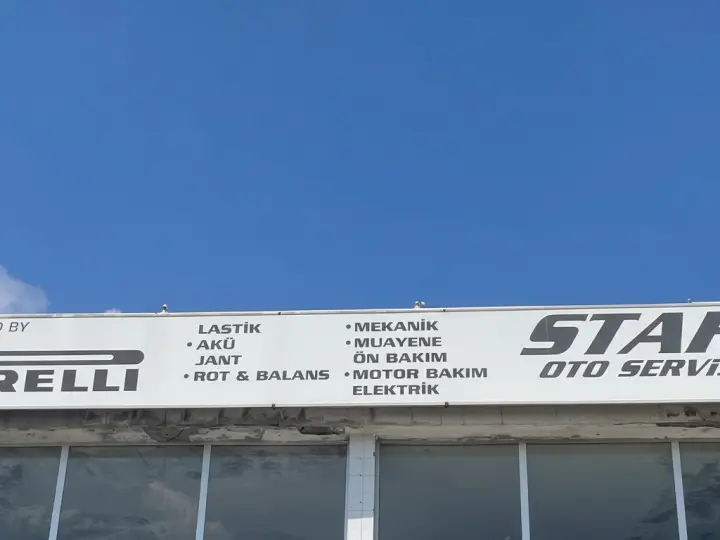 BY
RELLI
LASTİK
• AKÜ
JANT
• ROT & BALANS
• MEKANİK
• MUAYENE
ÖN BAKIM
• MOTOR BAKIM
ELEKTRİK
STAR
OTO SERVİS